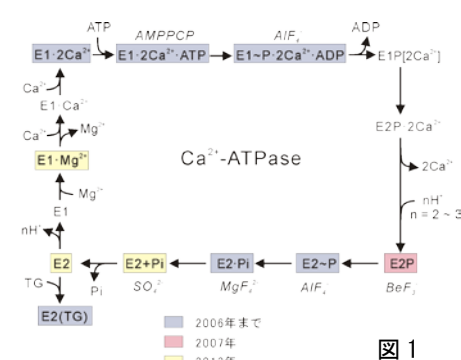 ATP
AMPPCP
AlF₄⁻
ADP
E1·2Ca²⁺
E1·2Ca²⁺·ATP
E1~P·2Ca²⁺·ADP
E1P[2Ca²⁺]
Ca²⁺
E1·Ca²⁺
Ca²⁺
Mg²⁺
E2P·2Ca²⁺
Ca²⁺-ATPase
E1·Mg²⁺
2Ca²⁺
Mg²⁺
nH⁺
n = 2 ~ 3
E1
nH⁺
E2
E2+Pi
E2·Pi
E2~P
E2P
TG
Pi
SO₄²⁻
MgF₄²⁻
AlF₄⁻
BeF₃⁻
E2(TG)
2006年まで
2007年
図 1